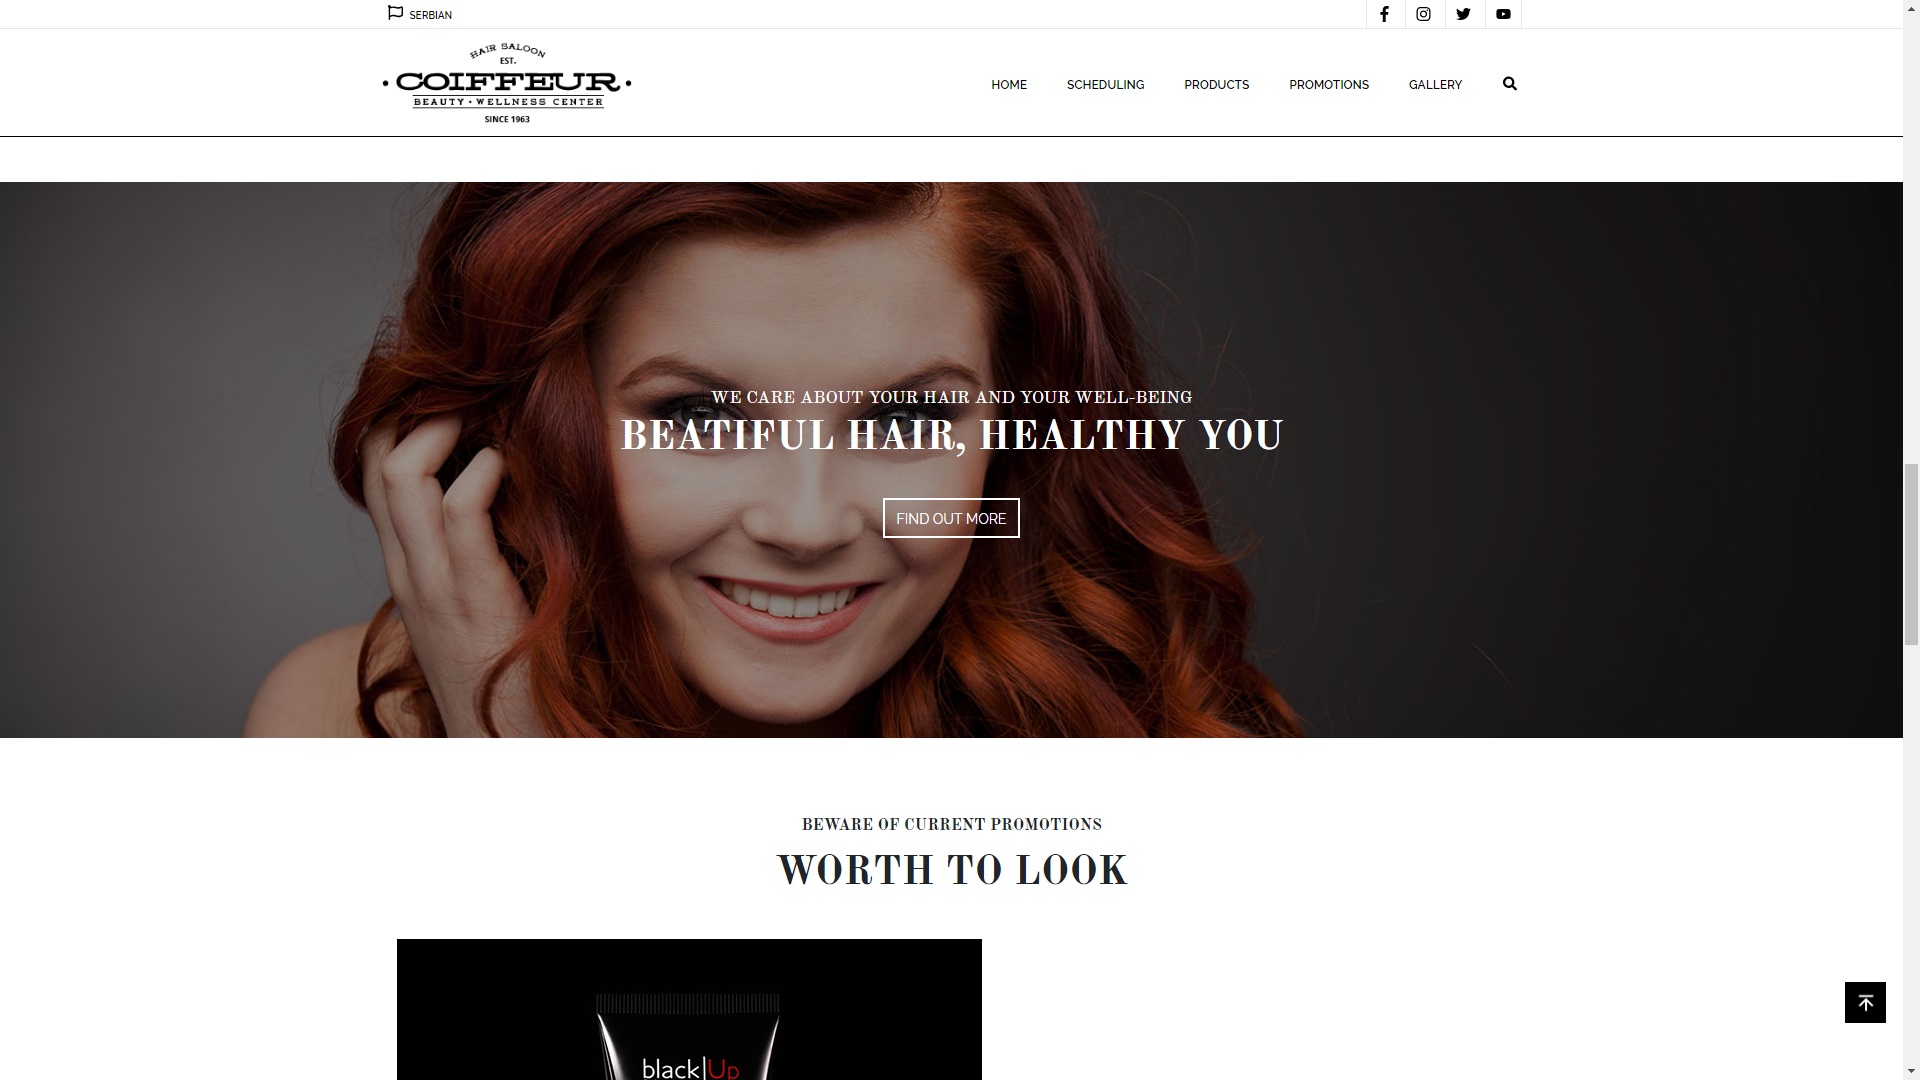 SERBIAN
HAIR SALOON
EST.
COIFFEUR
BEAUTY • WELLNESS CENTER
SINCE 1963
HOME
SCHEDULING
PRODUCTS
PROMOTIONS
GALLERY
WE CARE ABOUT YOUR HAIR AND YOUR WELL-BEING
BEATIFUL HAIR, HEALTHY YOU
FIND OUT MORE
BEWARE OF CURRENT PROMOTIONS
WORTH TO LOOK
black|Up